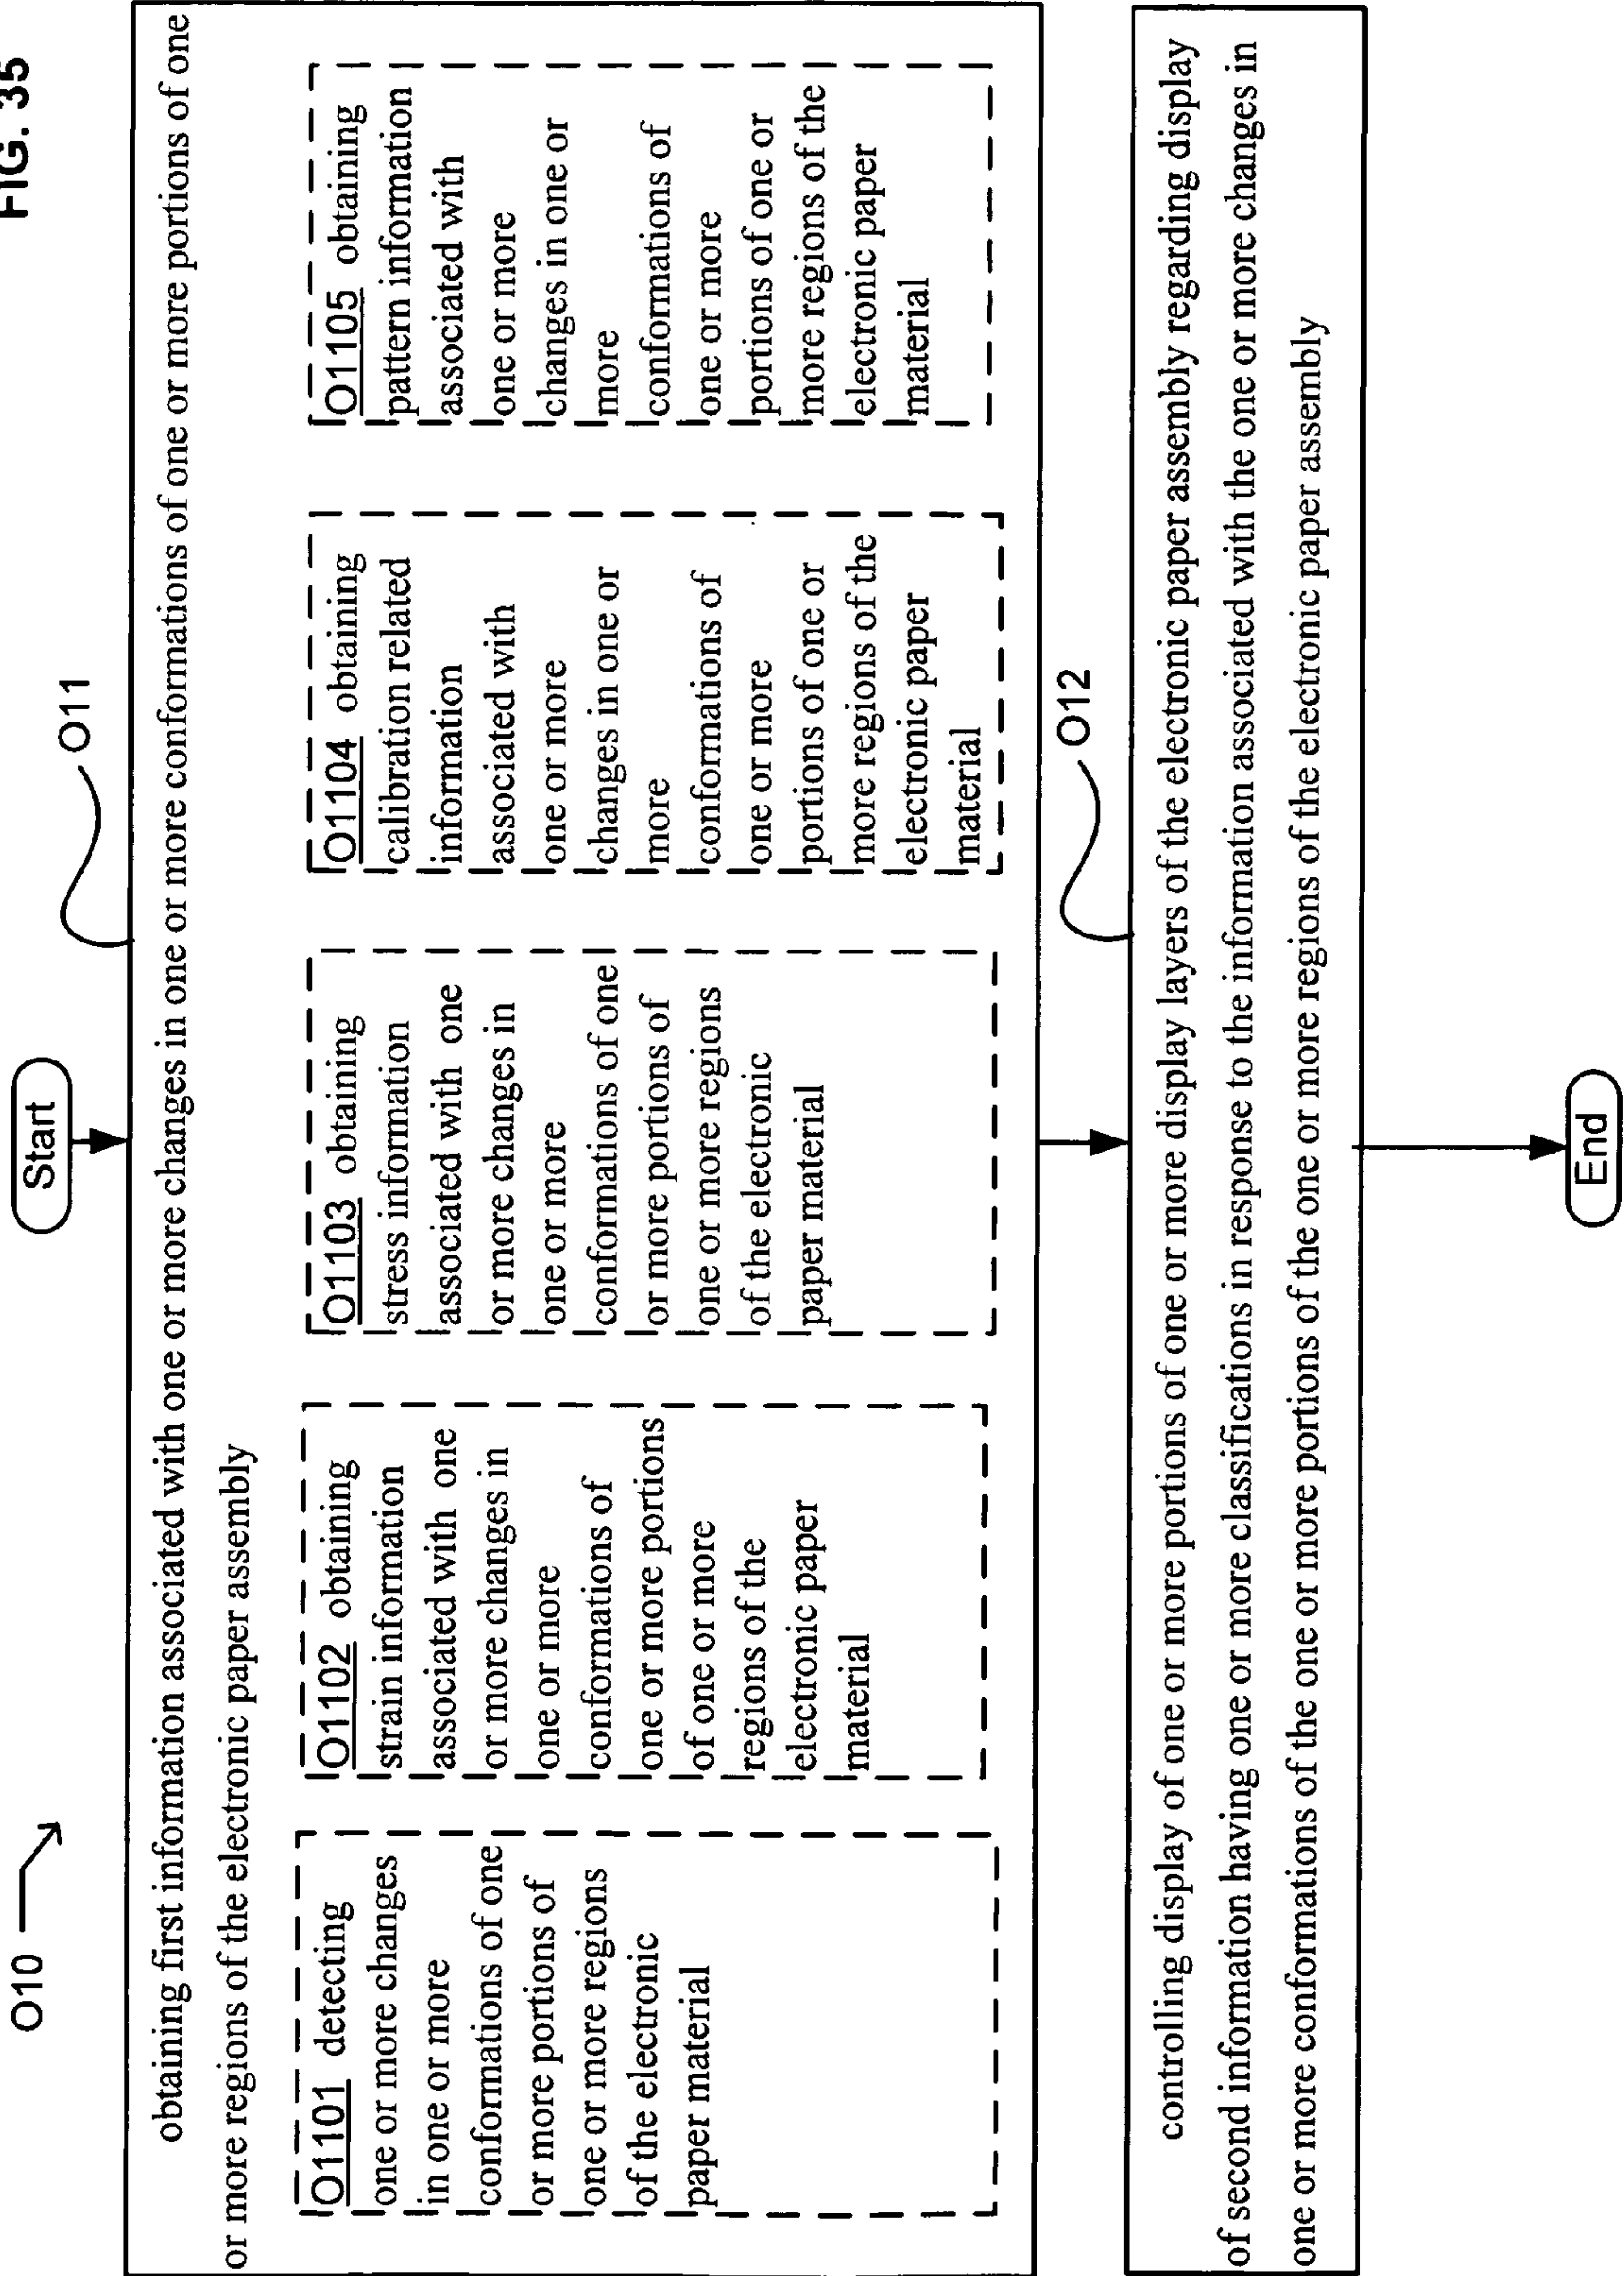 FIG. 35
O10
Start
O11
obtaining first information associated with one or more changes in one or more conformations of one or more portions of one
or more regions of the electronic paper assembly
O1101 detecting
one or more changes
in one or more
conformations of one
or more portions of
one or more regions
of the electronic
paper material
O1102 obtaining
strain information
associated with one
or more changes in
one or more
conformations of
one or more portions
of one or more
regions of the
electronic paper
material
O1103 obtaining
stress information
associated with one
or more changes in
one or more
conformations of one
or more portions of
one or more regions
of the electronic
paper material
O1104 obtaining
calibration related
information
associated with
one or more
changes in one or
more
conformations of
one or more
portions of one or
more regions of the
electronic paper
material
O1105 obtaining
pattern information
associated with
one or more
changes in one or
more
conformations of
one or more
portions of one or
more regions of the
electronic paper
material
O12
controlling display of one or more portions of one or more display layers of the electronic paper assembly regarding display
of second information having one or more classifications in response to the information associated with the one or more changes in
one or more conformations of the one or more portions of the one or more regions of the electronic paper assembly
End